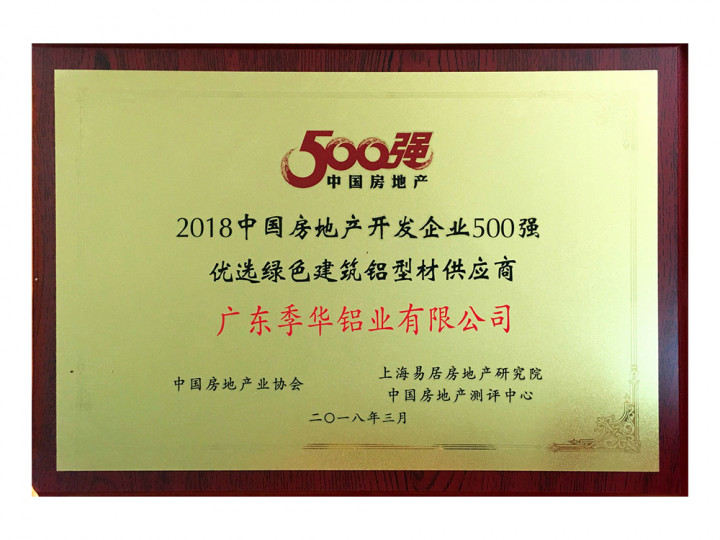 500强
中国房地产
2018中国房地产开发企业500强
优选绿色建筑铝型材供应商
广东季华铝业有限公司
中国房地产业协会
上海易居房地产研究院
中国房地产测评中心
二〇一八年三月